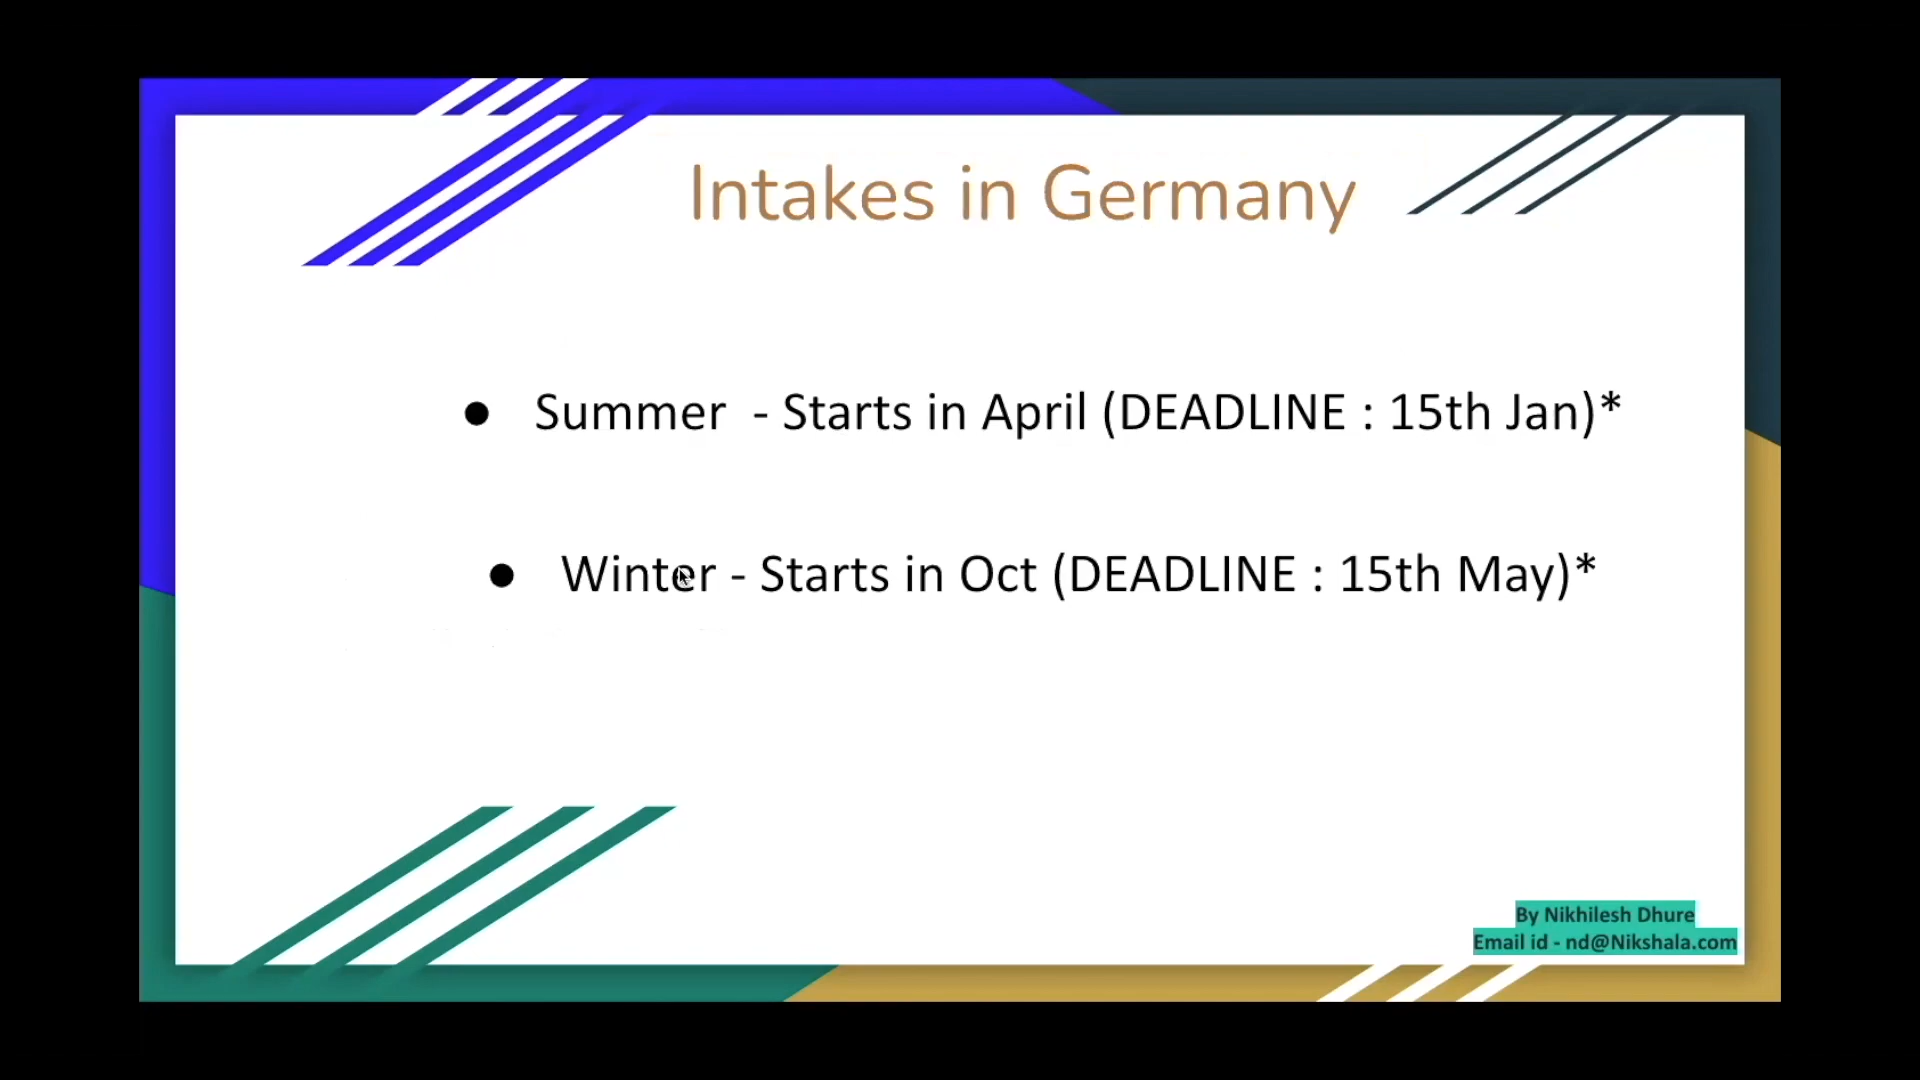 Intakes in Germany
● Summer - Starts in April (DEADLINE : 15th Jan)*
● Winter - Starts in Oct (DEADLINE : 15th May)*
By Nikhilesh Dhure
Email id - nd@Nikshala.com